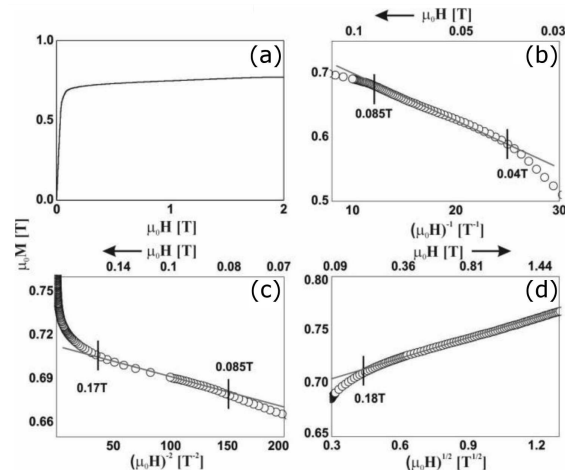 μ₀H [T]
0.1 0.05 0.03
1.0 (a)
0.5
0.0
0 1 2
μ₀H [T]
(b)
0.7
0.6
0.5
0.085T
0.04T
10 20 30
(μ₀H)⁻¹ [T⁻¹]
μ₀M [T]
μ₀H [T]
0.14 0.1 0.08 0.07
(c)
0.75
0.72
0.69
0.66
0.17T
0.085T
50 100 150 200
(μ₀H)⁻² [T⁻²]
μ₀H [T]
0.09 0.36 0.81 1.44
(d)
0.80
0.75
0.70
0.65
0.18T
0.3 0.6 0.9 1.2
(μ₀H)¹/² [T¹/²]